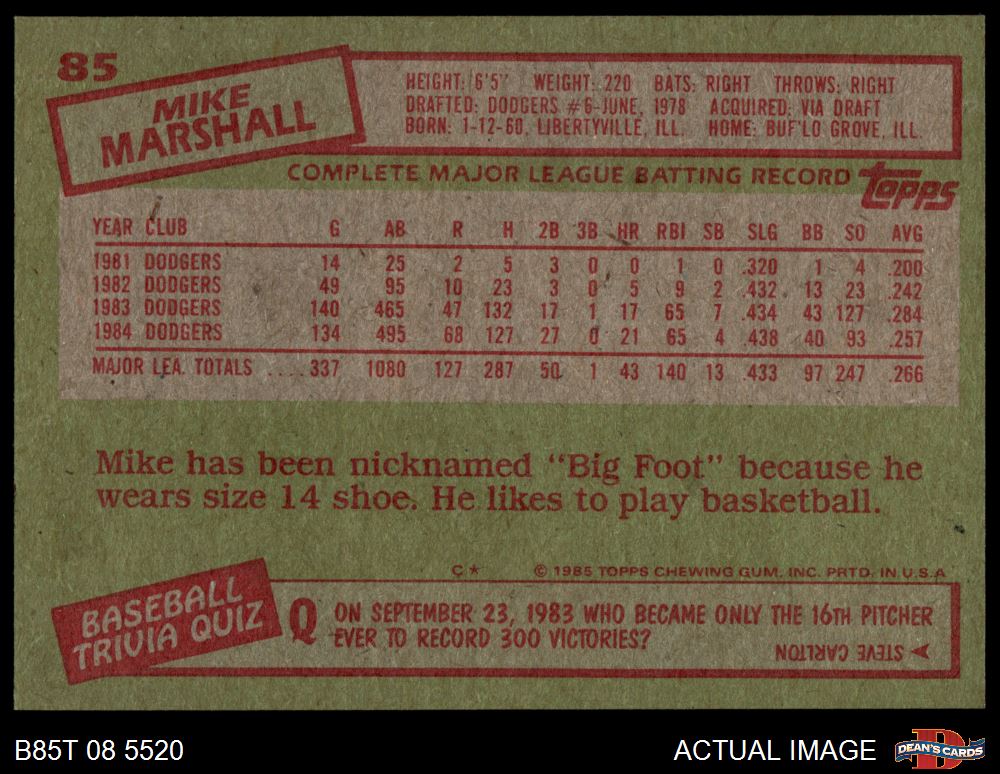 85
MIKE
MARSHALL
HEIGHT: 6'5" WEIGHT: 220 BATS: RIGHT THROWS: RIGHT
DRAFTED: DODGERS #6-JUNE, 1978 ACQUIRED: VIA DRAFT
BORN: 1-12-60, LIBERTYVILLE, ILL. HOME: BUF'LO GROVE, ILL.
COMPLETE MAJOR LEAGUE BATTING RECORD topps
YEAR CLUB G AB R H 2B 3B HR RBI SB SLG BB SO AVG
1981 DODGERS 14 25 2 5 3 0 0 1 0 .320 1 4 .200
1982 DODGERS 49 95 10 23 3 0 5 9 2 .432 13 23 .242
1983 DODGERS 140 465 47 132 17 1 17 65 7 .434 43 127 .284
1984 DODGERS 134 495 68 127 27 0 21 65 4 .438 40 93 .257
MAJOR LEA. TOTALS .... 337 1080 127 287 50 1 43 140 13 .433 97 247 .266
Mike has been nicknamed "Big Foot" because he
wears size 14 shoe. He likes to play basketball.
C* © 1985 TOPPS CHEWING GUM, INC. PRTD. IN U.S.A
BASEBALL
TRIVIA QUIZ
Q ON SEPTEMBER 23, 1983 WHO BECAME ONLY THE 16TH PITCHER
EVER TO RECORD 300 VICTORIES?
STEVE CARLTON
B85T 08 5520 ACTUAL IMAGE DEAN'S CARDS